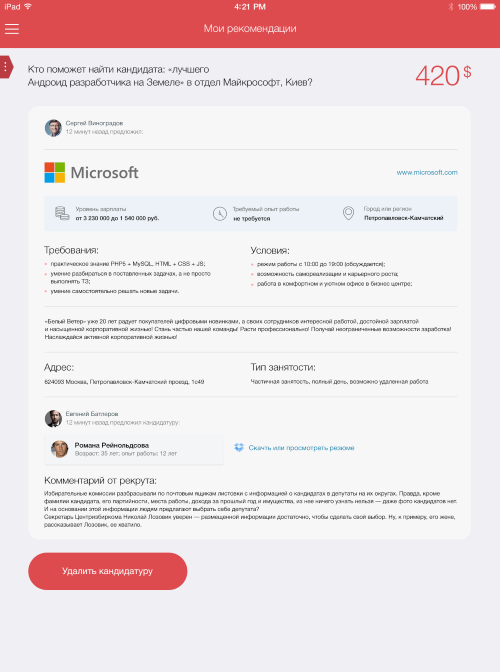 iPad 4:21 PM 100%
Мои рекомендации
Кто поможет найти кандидата: «лучшего
Андроид разработчика на Земеле» в отдел Майкрософт, Киев?
420$
Сергей Виноградов
12 минут назад предложил:
Microsoft
www.microsoft.com
Уровень зарплаты
от 3 230 000 до 1 540 000 руб.
Требуемый опыт работы
не требуется
Город или регион
Петропавловск-Камчатский
Требования:
практическое знание PHP5 + MySQL, HTML + CSS + JS;
умение разбираться в поставленных задачах, а не просто
выполнять ТЗ;
умение самостоятельно решать новые задачи.
Условия:
режим работы с 10:00 до 19:00 (обсуждается);
возможность самореализации и карьерного роста;
работа в комфортном и уютном офисе в бизнес центре;
«Белый Ветер» уже 20 лет радует покупателей цифровыми новинками, а своих сотрудников интересной работой, достойной зарплатой
и насыщенной корпоративной жизнью! Стань частью нашей команды! Расти профессионально! Получай неограниченные возможности заработка!
Наслаждайся активной корпоративной жизнью!
Адрес:
624093 Москва, Петропавловск-Камчатский проезд, 1с49
Тип занятости:
Частичная занятость, полный день, возможно удаленная работа
Евгений Батлеров
12 минут назад предложил кандидатуру:
Романа Рейнольдсова
Возраст: 35 лет; опыт работы: 12 лет
Скачть или просмотреть резюме
Комментарий от рекрута:
Избирательные комиссии разбрасывали по почтовым ящикам листовки с информацией о кандидатах в депутаты на их округах. Правда, кроме
фамилии кандидата, его партийности, места работы, дохода за прошлый год и имущества, из нее ничего узнать нельзя — даже фото кандидатов нет.
И на основании этой информации людям предлагают выбрать себе депутата?
Секретарь Центризбиркома Николай Лозовик уверен — размещенной информации достаточно, чтобы сделать свой выбор. Ну, к примеру, его жене,
рассказывает Лозовик, ее хватило.
Удалить кандидатуру